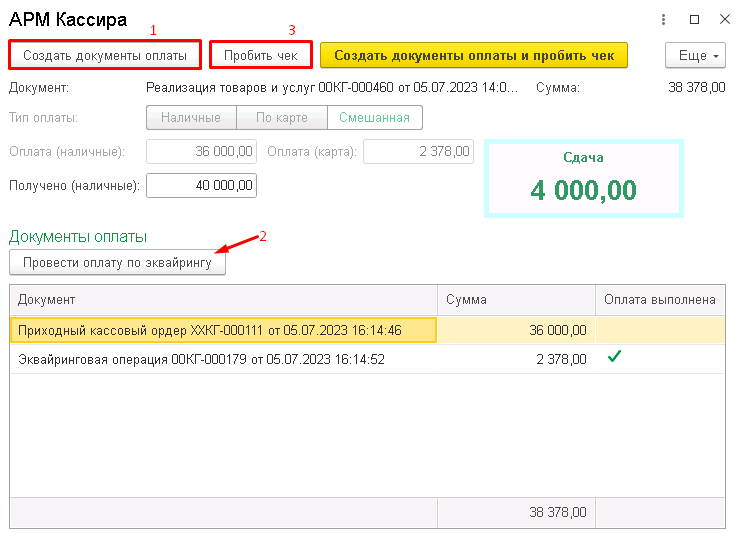 АРМ Кассира
1
3
Создать документы оплаты
Пробить чек
Создать документы оплаты и пробить чек
Еще
Документ: Реализация товаров и услуг 00КГ-000460 от 05.07.2023 14:0... Сумма: 38 378,00
Тип оплаты: Наличные По карте Смешанная
Оплата (наличные): 36 000,00 Оплата (карта): 2 378,00
Сдача
4 000,00
Получено (наличные): 40 000,00
Документы оплаты
2
Провести оплату по эквайрингу
Документ Сумма Оплата выполнена
Приходный кассовый ордер ХХКГ-000111 от 05.07.2023 16:14:46 36 000,00
Эквайринговая операция 00КГ-000179 от 05.07.2023 16:14:52 2 378,00
38 378,00